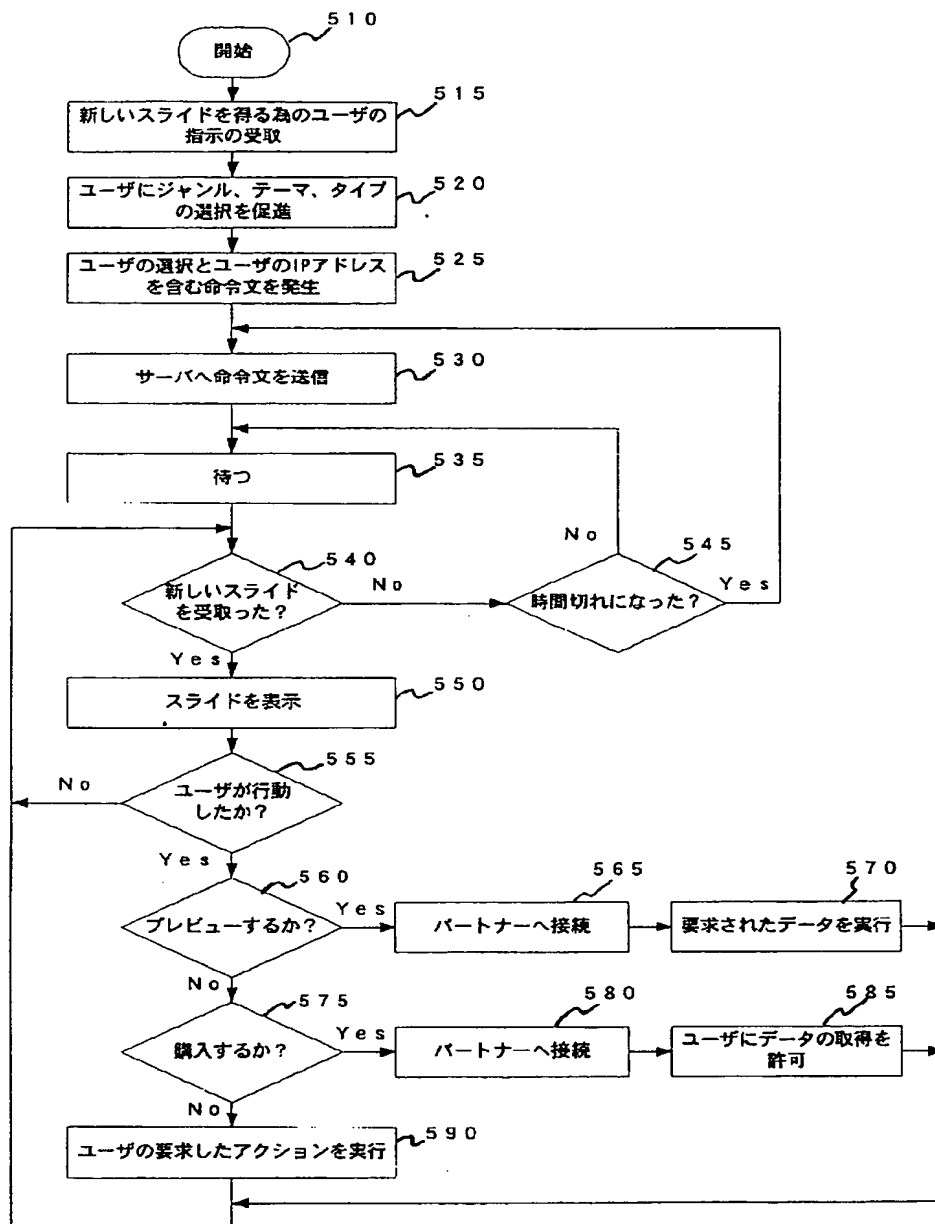 510
開始
515
新しいスライドを得る為のユーザの
指示の受取
520
ユーザにジャンル、テーマ、タイプ
の選択を促進
525
ユーザの選択とユーザのIPアドレス
を含む命令文を発生
530
サーバへ命令文を送信
535
待つ
540
新しいスライド
を受取った？
No
Yes
545
時間切れになった？
No
Yes
550
スライドを表示
555
ユーザが行動
したか？
No
Yes
560
プレビューするか？
Yes
No
565
パートナーへ接続
570
要求されたデータを実行
575
購入するか？
Yes
No
580
パートナーへ接続
585
ユーザにデータの取得を
許可
590
ユーザの要求したアクションを実行